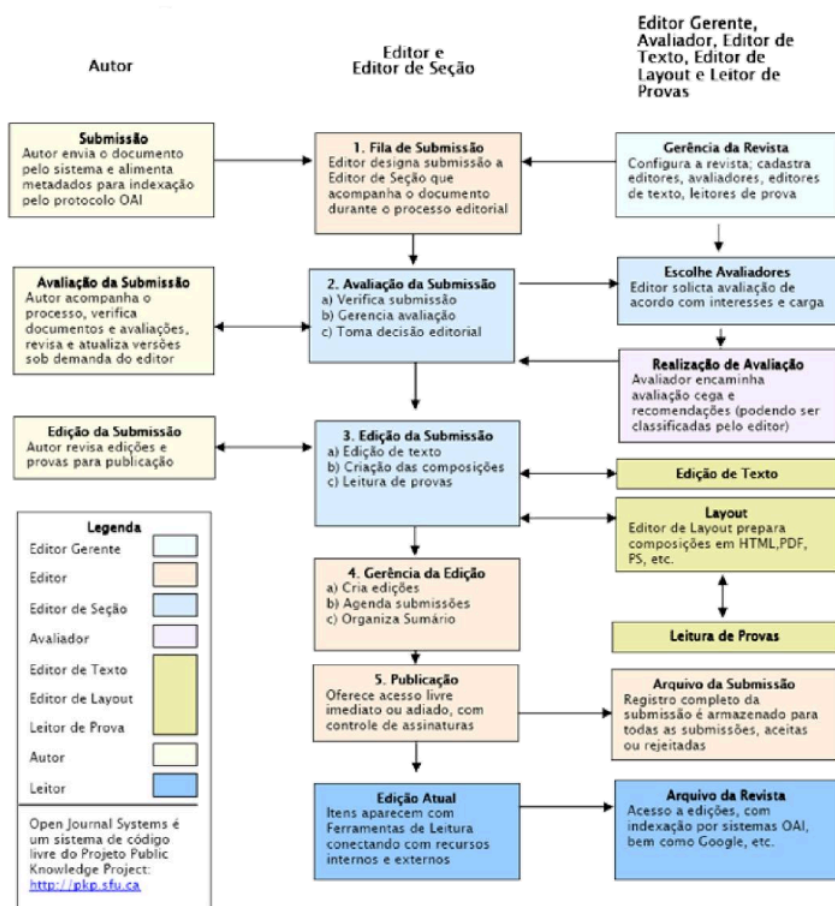 Autor
Editor e
Editor de Seção
Editor Gerente,
Avaliador, Editor de
Texto, Editor de
Layout e Leitor de
Provas
Submissão
Autor envia o documento
pelo sistema e alimenta
metadados para indexação
pelo protocolo OAI
1. Fila de Submissão
Editor designa submissão a
Editor de Seção que
acompanha o documento
durante o processo editorial
Gerência da Revista
Configura a revista; cadastra
editores, avaliadores, editores
de texto, leitores de prova
Avaliação da Submissão
Autor acompanha o
processo, verifica
documentos e avaliações,
revisa e atualiza versões
sob demanda do editor
2. Avaliação da Submissão
a) Verifica submissão
b) Gerencia avaliação
c) Toma decisão editorial
Escolhe Avaliadores
Editor solicta avaliação de
acordo com interesses e carga
Realização de Avaliação
Avaliador encaminha
avaliação cega e
recomendações (podendo ser
classificadas pelo editor)
Edição da Submissão
Autor revisa edições e
provas para publicação
3. Edição da Submissão
a) Edição de texto
b) Criação das composições
c) Leitura de provas
Edição de Texto
Layout
Editor de Layout prepara
composições em HTML,PDF,
PS, etc.
Leitura de Provas
4. Gerência da Edição
a) Cria edições
b) Agenda submissões
c) Organiza Sumário
5. Publicação
Oferece acesso livre
imediato ou adiado, com
controle de assinaturas
Arquivo da Submissão
Registro completo da
submissão é armazenado para
todas as submissões, aceitas
ou rejeitadas
Edição Atual
Itens aparecem com
Ferramentas de Leitura
conectando com recursos
internos e externos
Arquivo da Revista
Acesso a edições, com
indexação por sistemas OAI,
bem como Google, etc.
Legenda
Editor Gerente
Editor
Editor de Seção
Avaliador
Editor de Texto
Editor de Layout
Leitor de Prova
Autor
Leitor
Open Journal Systems é
um sistema de código
livre do Projeto Public
Knowledge Project:
http://pkp.sfu.ca